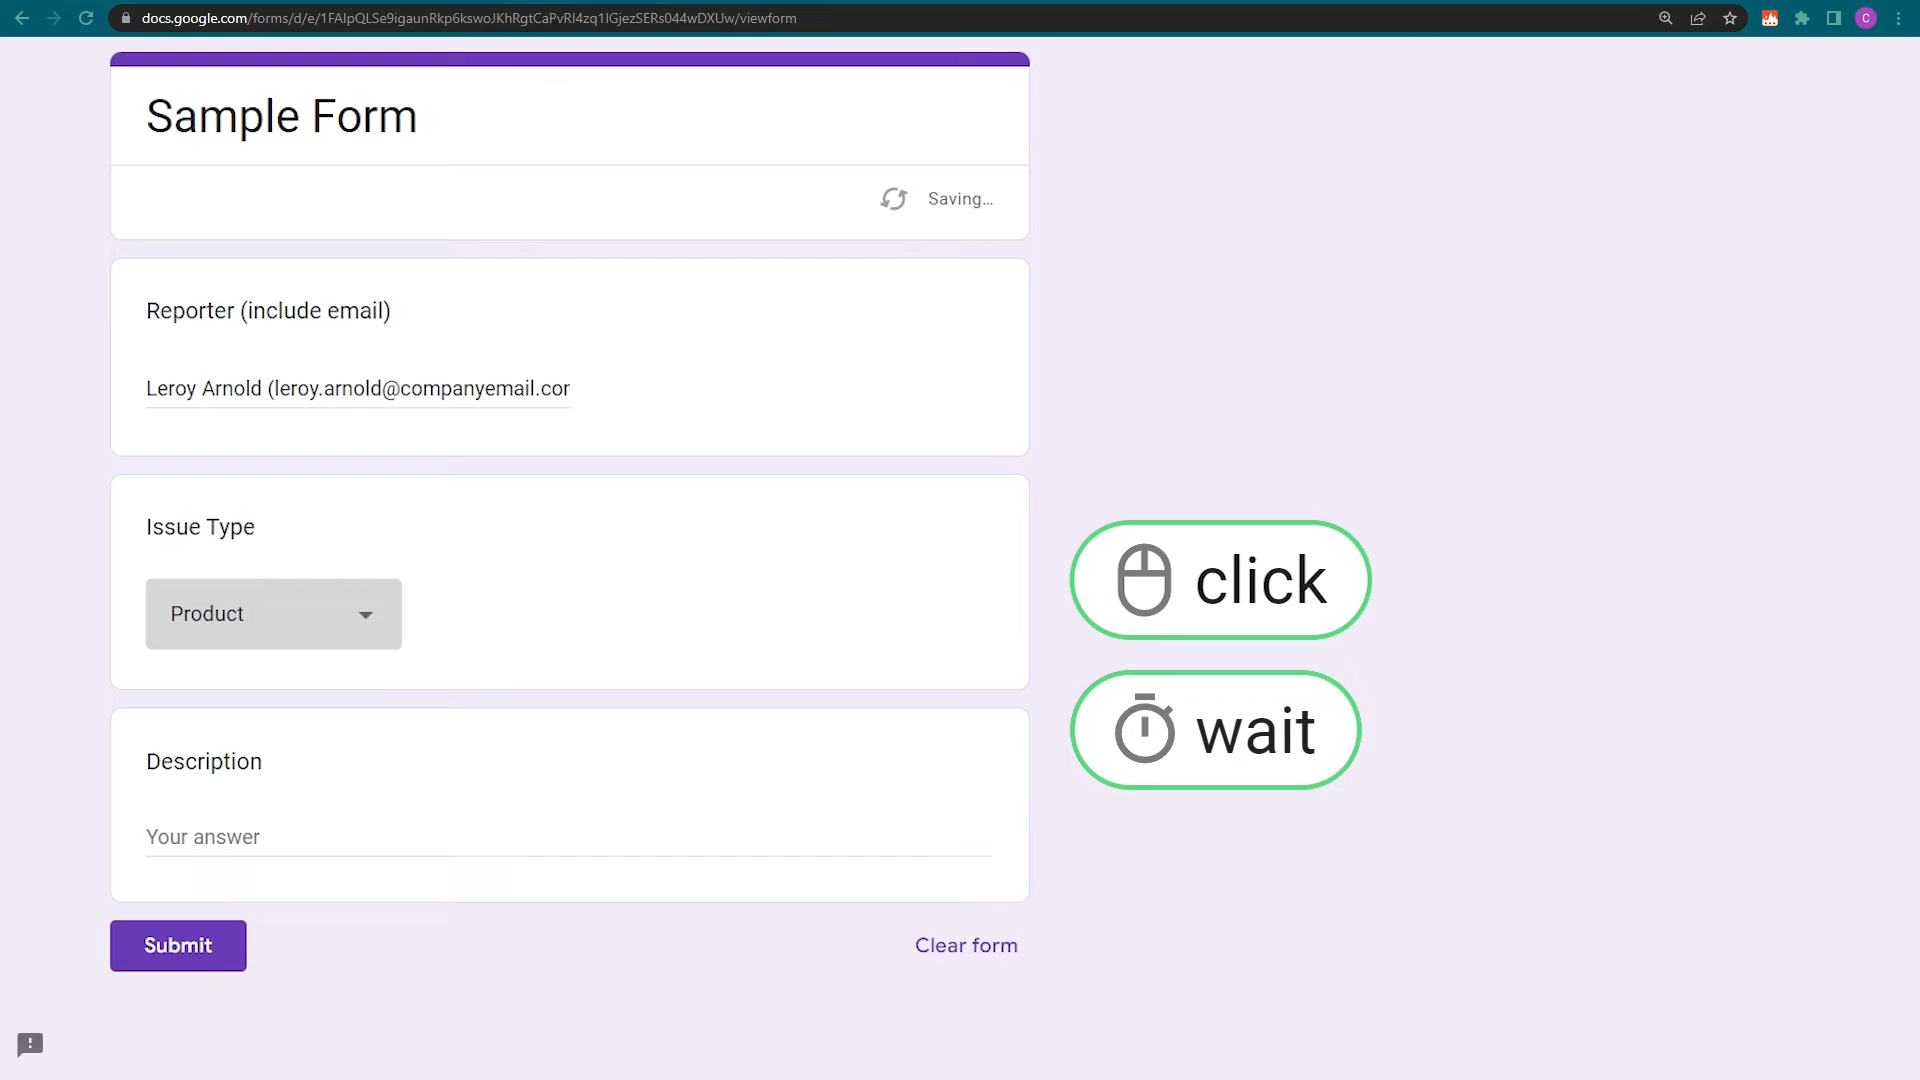 docs.google.com/forms/d/e/1FAIpQLSe9igaunRkp6kswoJKhRgtCaPvRI4zq1IGjezSERs044wDXUw/viewform
C
Sample Form
Saving...
Reporter (include email)
Leroy Arnold (leroy.arnold@companyemail.cor
Issue Type
Product
click
wait
Description
Your answer
Submit
Clear form